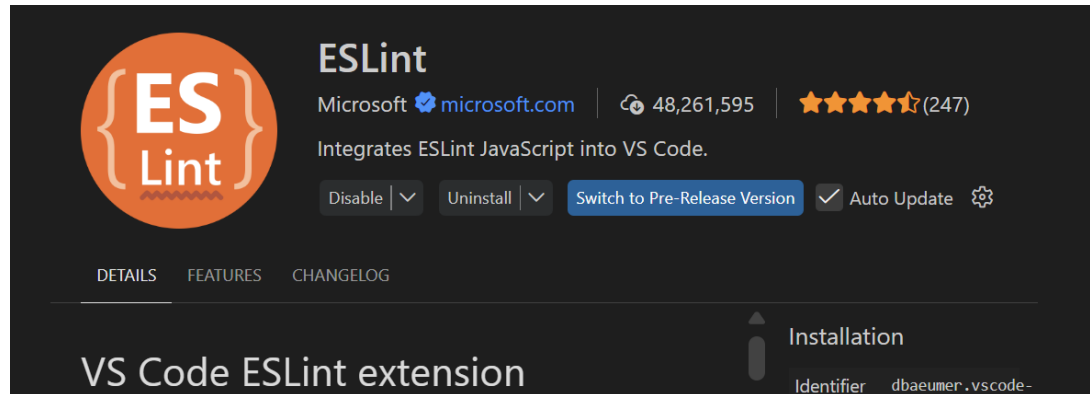 ES
Lint
ESLint
Microsoft microsoft.com 48,261,595 (247)
Integrates ESLint JavaScript into VS Code.
Disable Uninstall Switch to Pre-Release Version Auto Update
DETAILS FEATURES CHANGELOG
VS Code ESLint extension
Installation
Identifier dbaeumer.vscode-